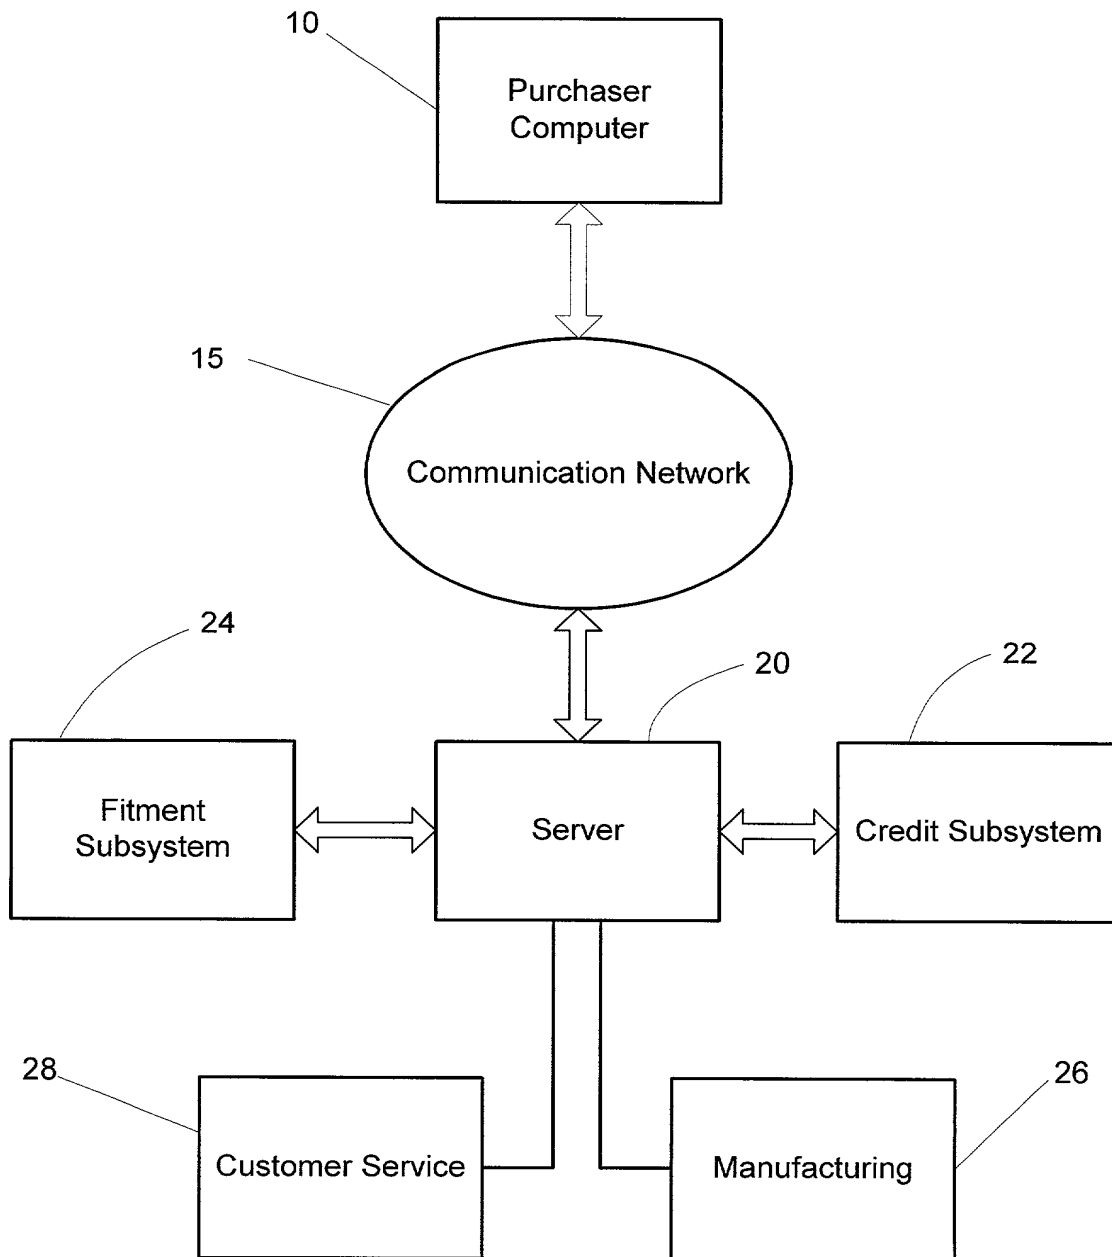 10
Purchaser
Computer
15
Communication Network
24
20
22
Fitment
Subsystem
Server
Credit Subsystem
28
26
Customer Service
Manufacturing